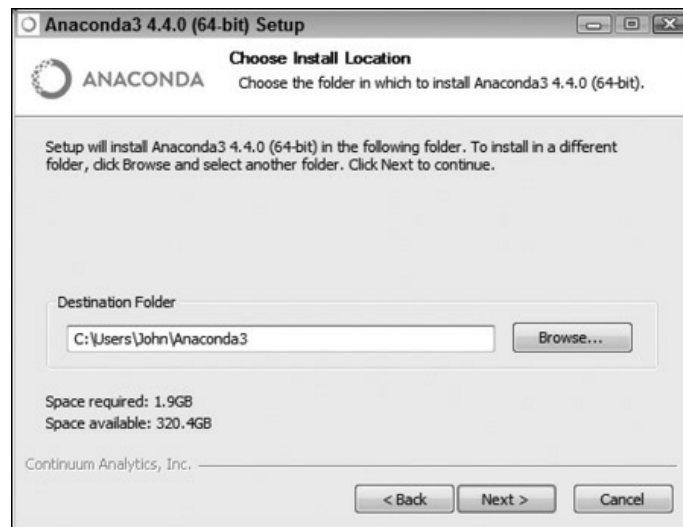 Anaconda3 4.4.0 (64-bit) Setup
ANACONDA
Choose Install Location
Choose the folder in which to install Anaconda3 4.4.0 (64-bit).
Setup will install Anaconda3 4.4.0 (64-bit) in the following folder. To install in a different
folder, click Browse and select another folder. Click Next to continue.
Destination Folder
C:\Users\John\Anaconda3
Browse...
Space required: 1.9GB
Space available: 320.4GB
Continuum Analytics, Inc.
< Back
Next >
Cancel